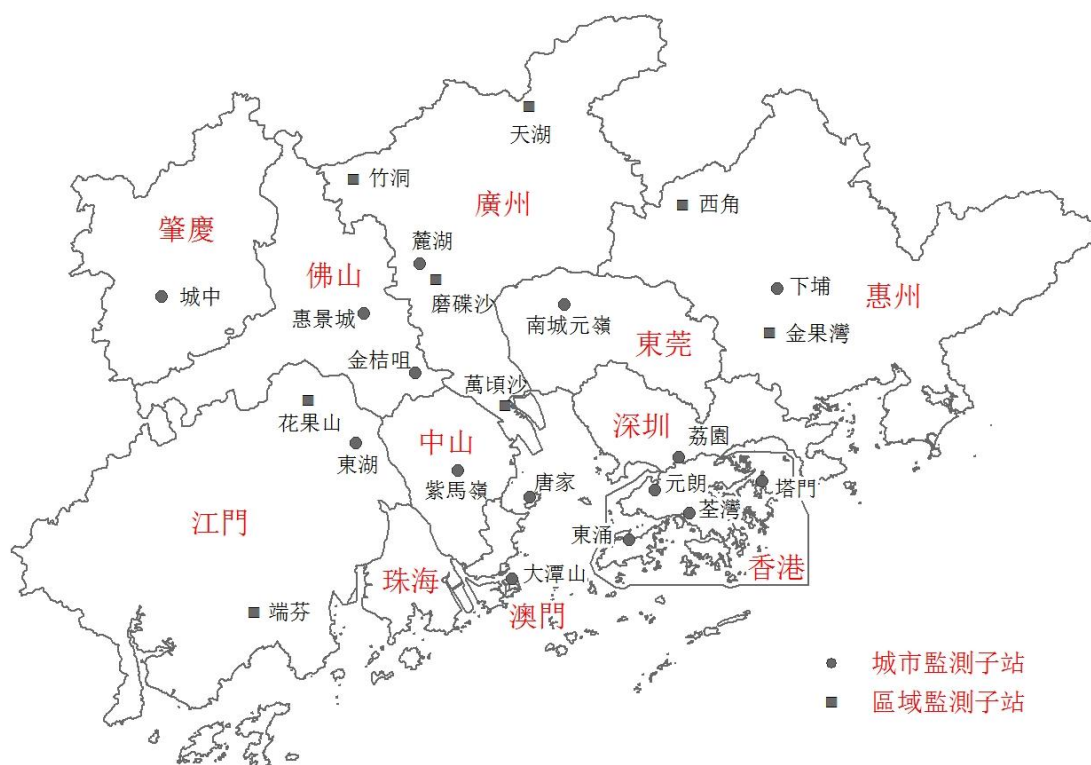 天湖
竹洞
廣州
西角
肇慶
麓湖
佛山
磨碟沙
城中
惠景城
下埔
惠州
南城元嶺
東莞
金果灣
金桔咀
萬頃沙
花果山
深圳
荔園
中山
東湖
紫馬嶺
唐家
元朗
塔門
荃灣
江門
東涌
珠海
大潭山
香港
澳門
端芬
城市監測子站
區域監測子站